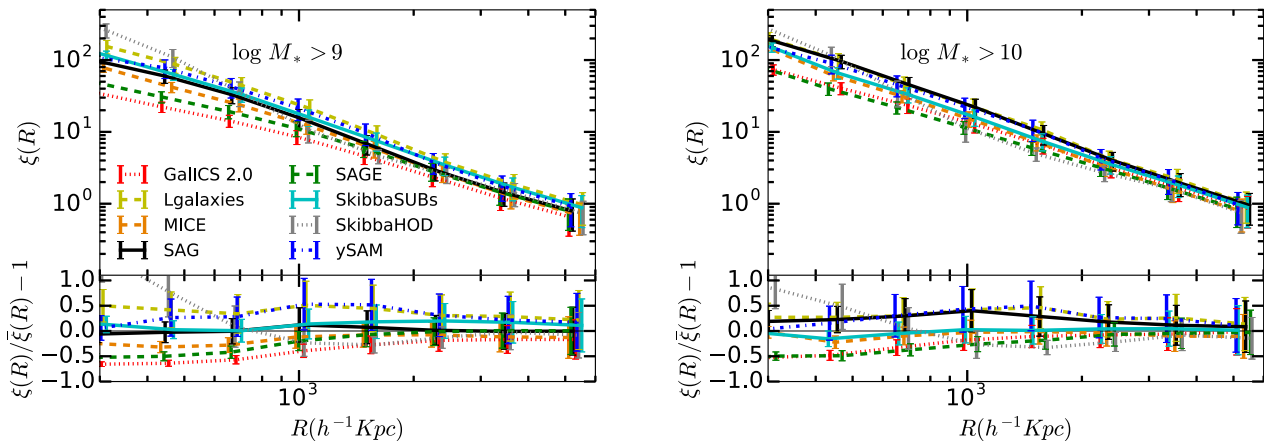 ξ(R)
10²
10¹
10⁰
log M* > 9
GalICS 2.0
Lgalaxies
MICE
SAG
SAGE
SkibbaSUBs
SkibbaHOD
ySAM
ξ(R)/ξ̄(R) − 1
1.0
0.5
0.0
−0.5
−1.0
10³
R(h⁻¹Kpc)
ξ(R)
10²
10¹
10⁰
log M* > 10
ξ(R)/ξ̄(R) − 1
1.0
0.5
0.0
−0.5
−1.0
10³
R(h⁻¹Kpc)